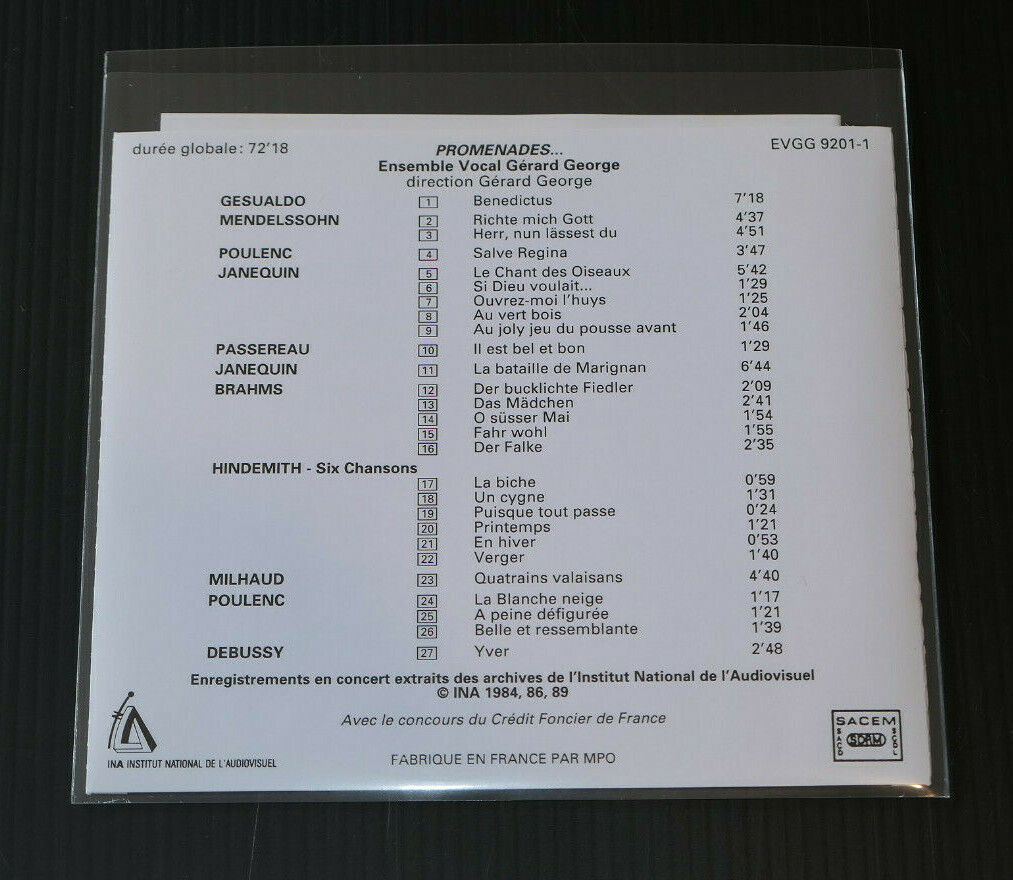 durée globale: 72'18
PROMENADES...
EVGG 9201-1
Ensemble Vocal Gérard George
direction Gérard George
GESUALDO 1 Benedictus 7'18
MENDELSSOHN 2 Richte mich Gott 4'37
3 Herr, nun lässest du 4'51
POULENC 4 Salve Regina 3'47
JANEQUIN 5 Le Chant des Oiseaux 5'42
6 Si Dieu voulait... 1'29
7 Ouvrez-moi l'huys 1'25
8 Au vert bois 2'04
9 Au joly jeu du pousse avant 1'46
PASSEREAU 10 Il est bel et bon 1'29
JANEQUIN 11 La bataille de Marignan 6'44
BRAHMS 12 Der bucklichte Fiedler 2'09
13 Das Mädchen 2'41
14 O süsser Mai 1'54
15 Fahr wohl 1'55
16 Der Falke 2'35
HINDEMITH - Six Chansons
17 La biche 0'59
18 Un cygne 1'31
19 Puisque tout passe 0'24
20 Printemps 1'21
21 En hiver 0'53
22 Verger 1'40
MILHAUD 23 Quatrains valaisans 4'40
POULENC 24 La Blanche neige 1'17
25 A peine défigurée 1'21
26 Belle et ressemblante 1'39
DEBUSSY 27 Yver 2'48
Enregistrements en concert extraits des archives de l'Institut National de l'Audiovisuel
© INA 1984, 86, 89
Avec le concours du Crédit Foncier de France
INA INSTITUT NATIONAL DE L'AUDIOVISUEL
FABRIQUE EN FRANCE PAR MPO
SACEM
SACD
SDRM
SGDL